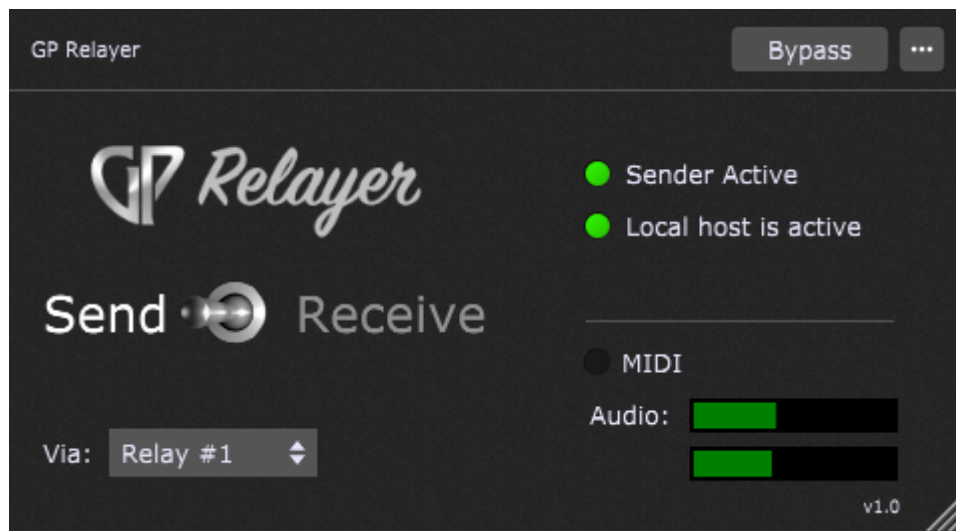 GP Relayer
Bypass
...
GP Relayer
Sender Active
Local host is active
Send Receive
MIDI
Audio:
Via: Relay #1
v1.0